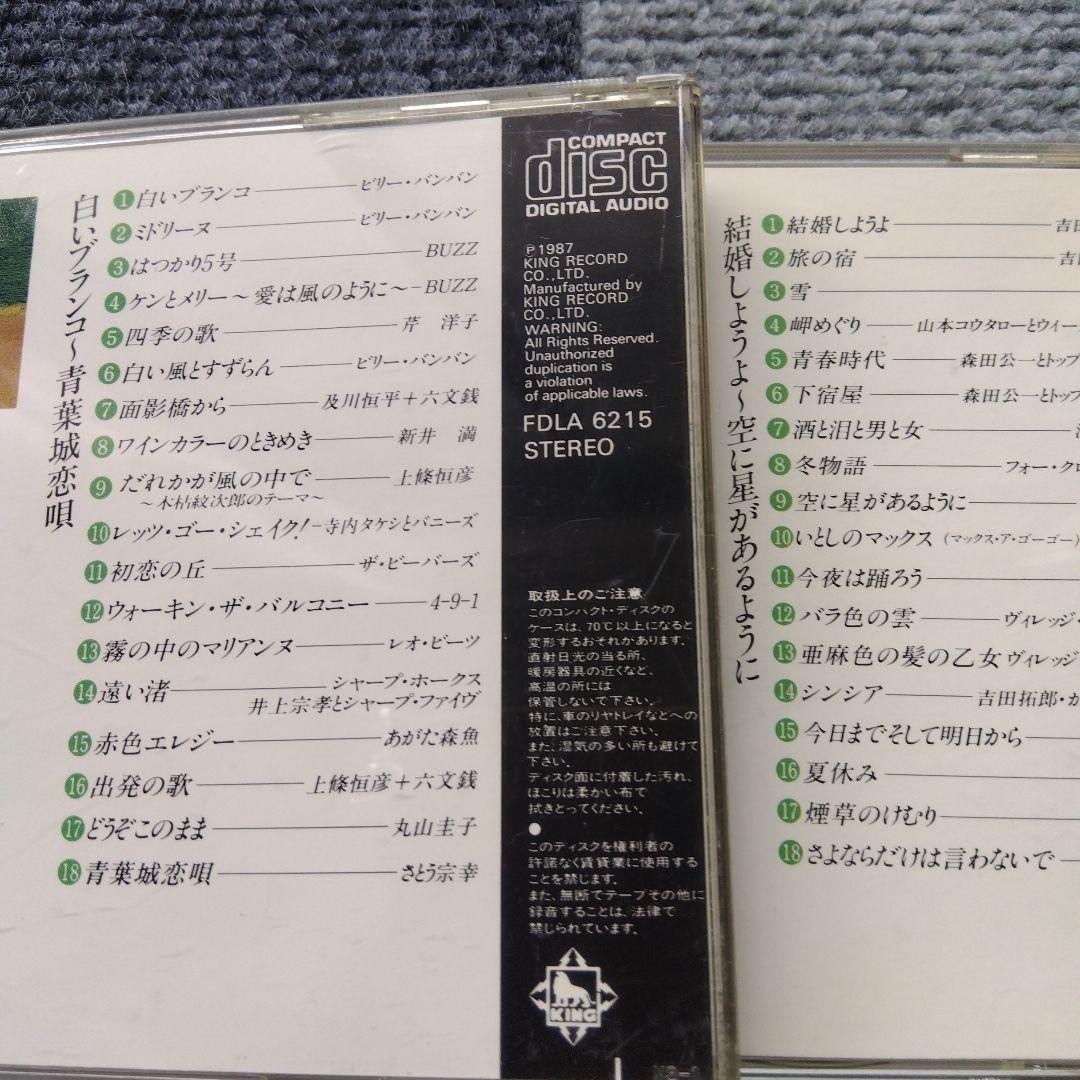 白いブランコ～青葉城恋唄
1 白いブランコ――ビリー・バンバン
2 ミドリーヌ――ビリー・バンバン
3 はつかり5号――BUZZ
4 ケンとメリー～愛は風のように～–BUZZ
5 四季の歌――芹 洋子
6 白い風とすずらん――ビリー・バンバン
7 面影橋から――及川恒平＋六文銭
8 ワインカラーのときめき――新井 満
9 だれかが風の中で――上條恒彦
～木枯紋次郎のテーマ～
10 レッツ・ゴー・シェイク!–寺内タケシとバニーズ
11 初恋の丘――ザ・ビーバーズ
12 ウォーキン・ザ・バルコニー――4-9-1
13 霧の中のマリアンヌ――レオ・ビーツ
14 遠い渚――シャープ・ホークス
井上宗孝とシャープ・ファイヴ
15 赤色エレジー――あがた森魚
16 出発の歌――上條恒彦＋六文銭
17 どうぞこのまま――丸山圭子
18 青葉城恋唄――さとう宗幸
COMPACT
disc
DIGITAL AUDIO
℗1987
KING RECORD
CO.,LTD.
Manufactured by
KING RECORD
CO.,LTD.
WARNING:
All Rights Reserved.
Unauthorized
duplication is
a violation
of applicable laws.
FDLA 6215
STEREO
取扱上のご注意
このコンパクト・ディスクの
ケースは、70℃以上になると
変形するおそれがあります。
直射日光の当る所、
暖房器具の近くなど、
高温の所には
保管しないで下さい。
特に、車のリヤトレイなどへの
放置はご注意下さい。
また、湿気の多い所も避けて
下さい。
ディスク面に付着した汚れ、
ほこりは柔かい布で
拭きとってください。
●
このディスクを権利者の
許諾なく賃貸業に使用する
ことを禁じます。
また、無断でテープその他に
録音することは、法律で
禁じられています。
KING
結婚しようよ～空に星があるように
1 結婚しようよ――吉田
2 旅の宿――吉田
3 雪――
4 岬めぐり――山本コウタローとウィー
5 青春時代――森田公一とトップ
6 下宿屋――森田公一とトップ
7 酒と泪と男と女――
8 冬物語――フォー・クロ
9 空に星があるように――
10 いとしのマックス（マックス・ア・ゴーゴー）
11 今夜は踊ろう――
12 バラ色の雲――ヴィレッジ・
13 亜麻色の髪の乙女 ヴィレッジ
14 シンシア――吉田拓郎・か
15 今日までそして明日から――
16 夏休み――
17 煙草のけむり――
18 さよならだけは言わないで――